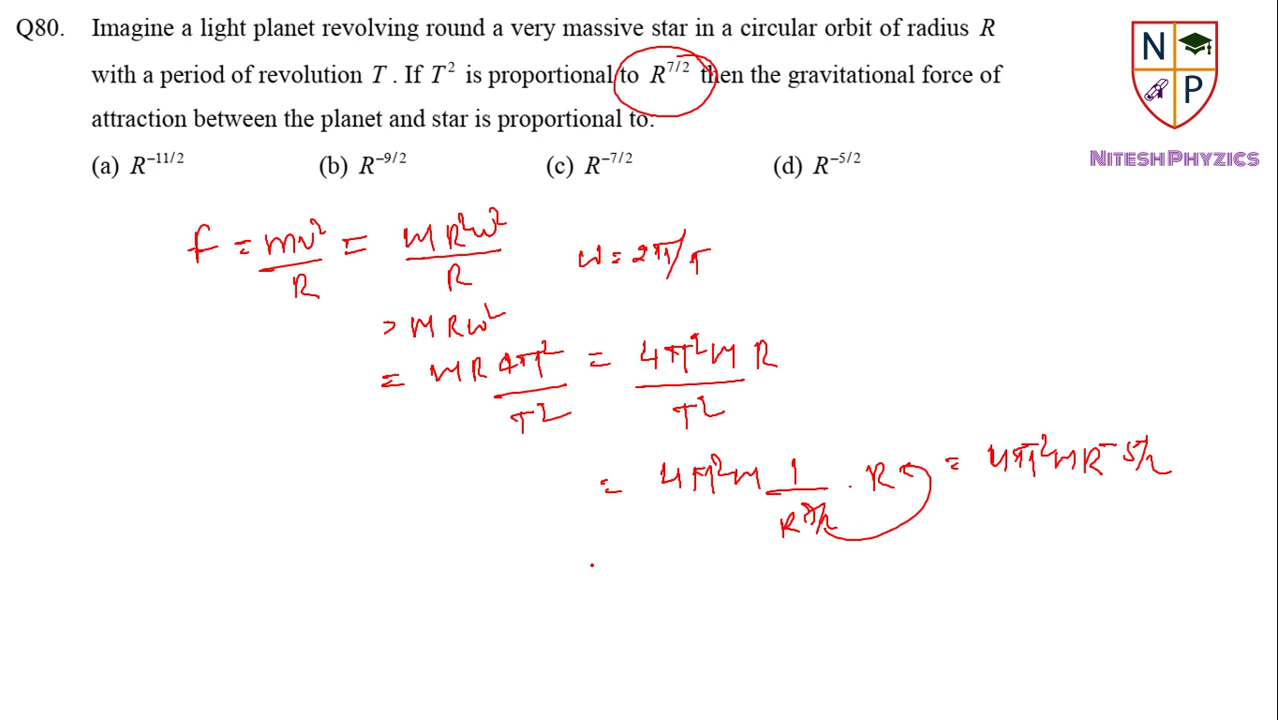 Q80. Imagine a light planet revolving round a very massive star in a circular orbit of radius R
with a period of revolution T . If T² is proportional to R^7/2 then the gravitational force of
attraction between the planet and star is proportional to:
(a) R^−11/2 (b) R^−9/2 (c) R^−7/2 (d) R^−5/2
N P
NITESH PHYZICS
f = mv²/R = MR²ω²/R ω = 2π/T
> MRω²
= MR 4π²/T² = 4π²M R/T²
= 4π²M 1/R^7/2 . R = 4π²MR^-5/2